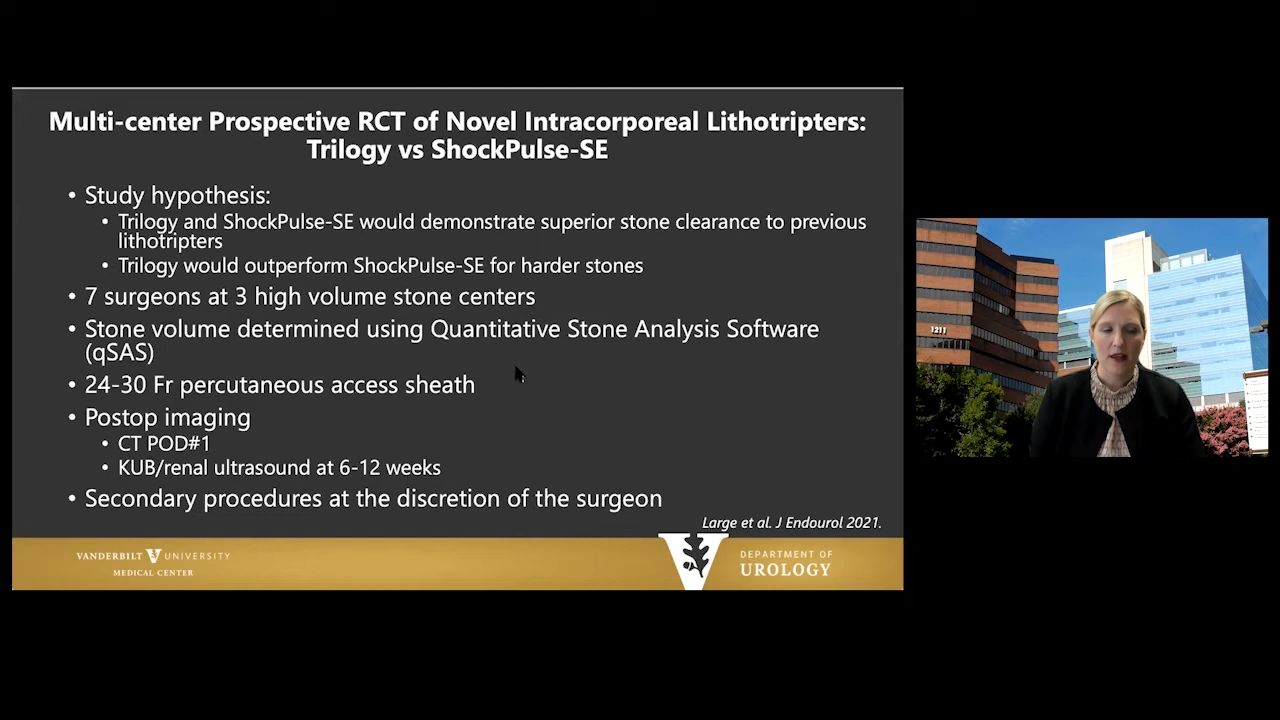 Multi-center Prospective RCT of Novel Intracorporeal Lithotripters:
Trilogy vs ShockPulse-SE
• Study hypothesis:
• Trilogy and ShockPulse-SE would demonstrate superior stone clearance to previous
lithotripters
• Trilogy would outperform ShockPulse-SE for harder stones
• 7 surgeons at 3 high volume stone centers
• Stone volume determined using Quantitative Stone Analysis Software
(qSAS)
• 24-30 Fr percutaneous access sheath
• Postop imaging
• CT POD#1
• KUB/renal ultrasound at 6-12 weeks
• Secondary procedures at the discretion of the surgeon
Large et al. J Endourol 2021.
VANDERBILT V UNIVERSITY
MEDICAL CENTER
DEPARTMENT OF
UROLOGY
1211